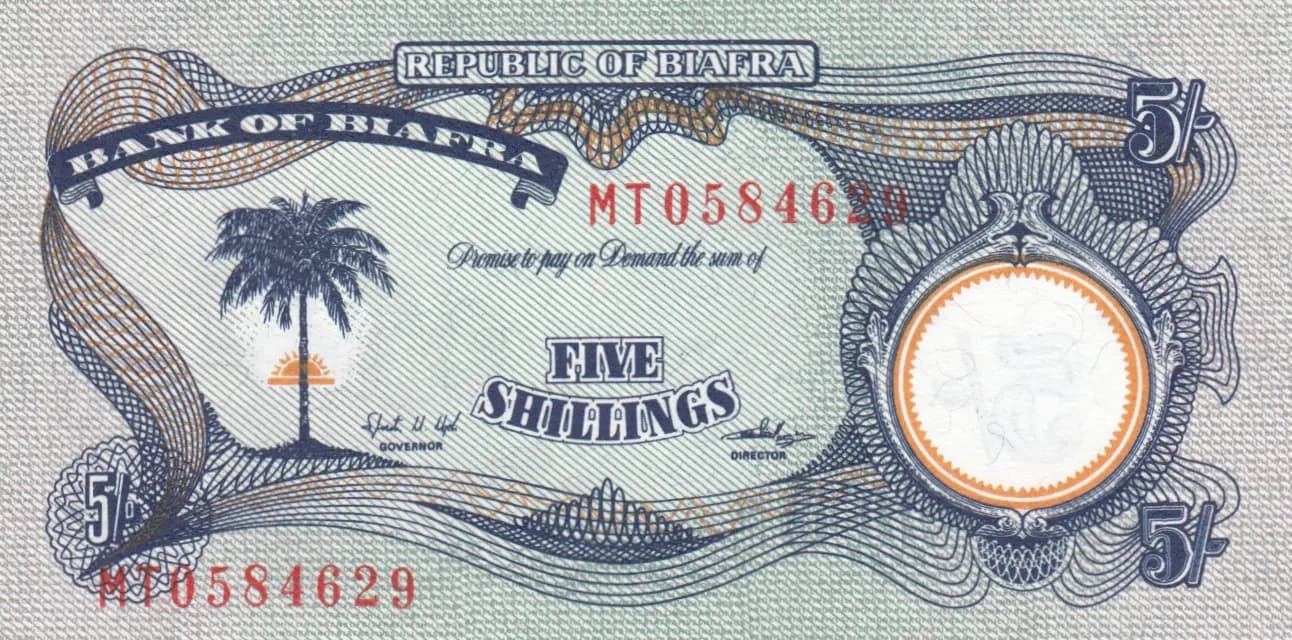 REPUBLIC OF BIAFRA
5/-
BANK OF BIAFRA
MT0584629
Promise to pay on Demand the sum of
FIVE
SHILLINGS
GOVERNOR
DIRECTOR
5/-
5/-
MT0584629